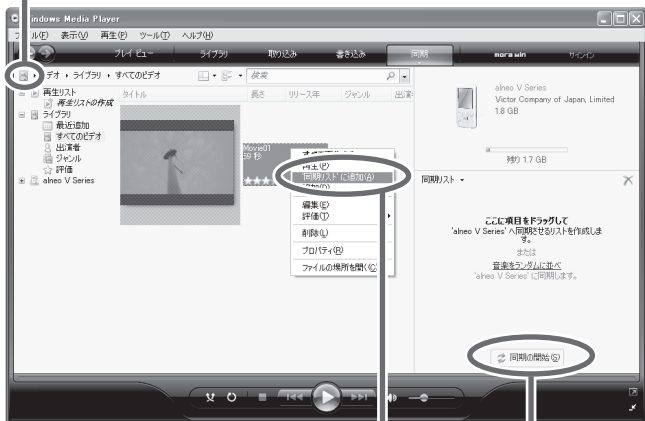 indows Media Player
ル(F) 表示(V) 再生(P) ツール(T) ヘルプ(H)
プレイ ビュー ライブラリ 取り込み 書き込み 同期 mora win サインイン
デオ ライブラリ すべてのビデオ 検索
再生リスト
再生リストの作成
ライブラリ
最近追加
すべてのビデオ
出演者
ジャンル
評価
alneo V Series
タイトル 長さ リリース年 ジャンル 出演
Movie01
59 秒
再生(P)
'同期リスト' に追加(A)
追加(D)
編集(E)
評価(T)
削除(L)
プロパティ(R)
ファイルの場所を開く(O)
alneo V Series
Victor Company of Japan, Limited
1.8 GB
残り 1.7 GB
同期リスト
ここに項目をドラッグして
'alneo V Series' へ同期させるリストを作成しま
す。
または
音楽をランダムに並べ
'alneo V Series' に同期します。
同期の開始(S)